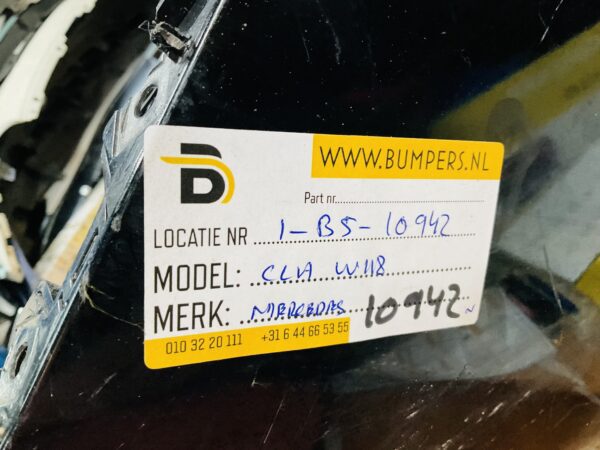 WWW.BUMPERS.NL
B
Part nr.
LOCATIE NR 1-B5-10942
MODEL: CLA W118
MERK: MERCEDES 10942
010 32 20 111 +31 6 44 66 53 55